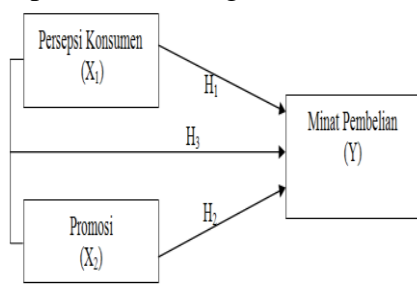 Persepsi Konsumen
(X₁)
H₁
Minat Pembelian
(Y)
H₃
H₂
Promosi
(X₂)